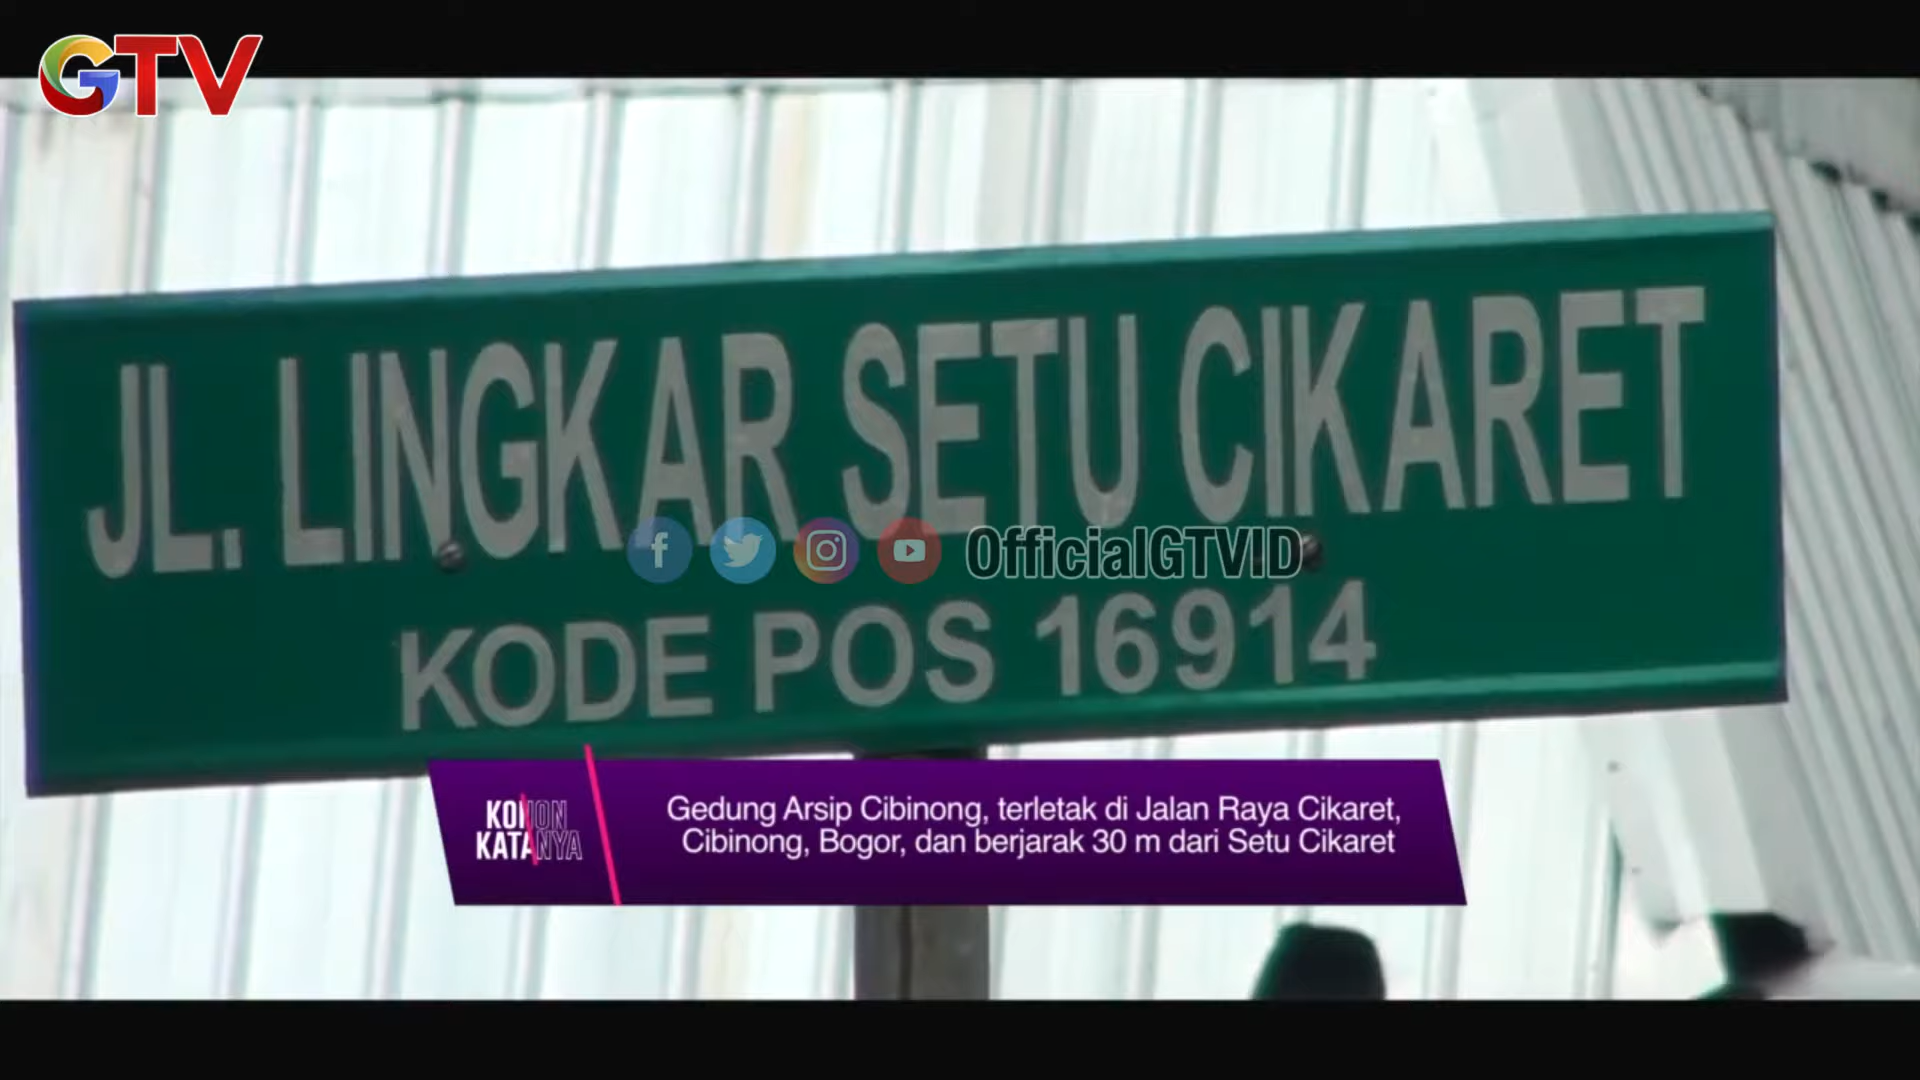 GTV
JL. LINGKAR SETU CIKARET
OfficialGTVID
KODE POS 16914
KONON
KATANYA
Gedung Arsip Cibinong, terletak di Jalan Raya Cikaret,
Cibinong, Bogor, dan berjarak 30 m dari Setu Cikaret